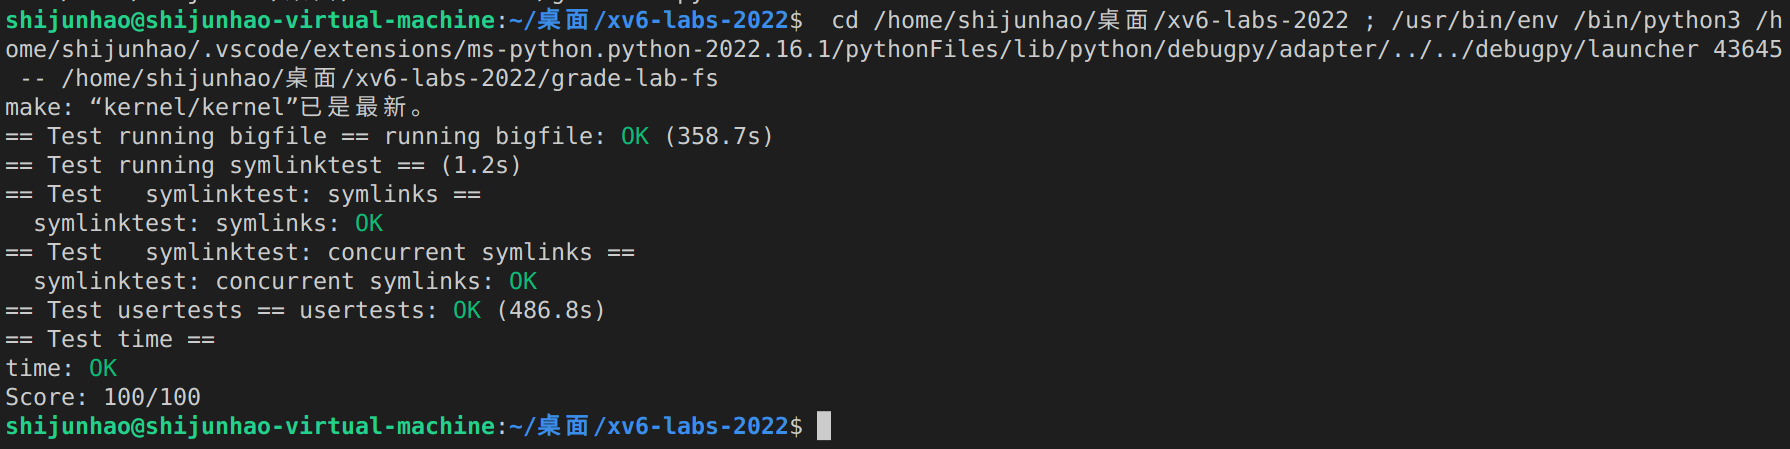 shijunhao@shijunhao-virtual-machine:~/桌面/xv6-labs-2022$  cd /home/shijunhao/桌面/xv6-labs-2022 ; /usr/bin/env /bin/python3 /h
ome/shijunhao/.vscode/extensions/ms-python.python-2022.16.1/pythonFiles/lib/python/debugpy/adapter/../../debugpy/launcher 43645
 -- /home/shijunhao/桌面/xv6-labs-2022/grade-lab-fs
make: “kernel/kernel”已是最新。
== Test running bigfile == running bigfile: OK (358.7s)
== Test running symlinktest == (1.2s)
== Test   symlinktest: symlinks ==
  symlinktest: symlinks: OK
== Test   symlinktest: concurrent symlinks ==
  symlinktest: concurrent symlinks: OK
== Test usertests == usertests: OK (486.8s)
== Test time ==
time: OK
Score: 100/100
shijunhao@shijunhao-virtual-machine:~/桌面/xv6-labs-2022$